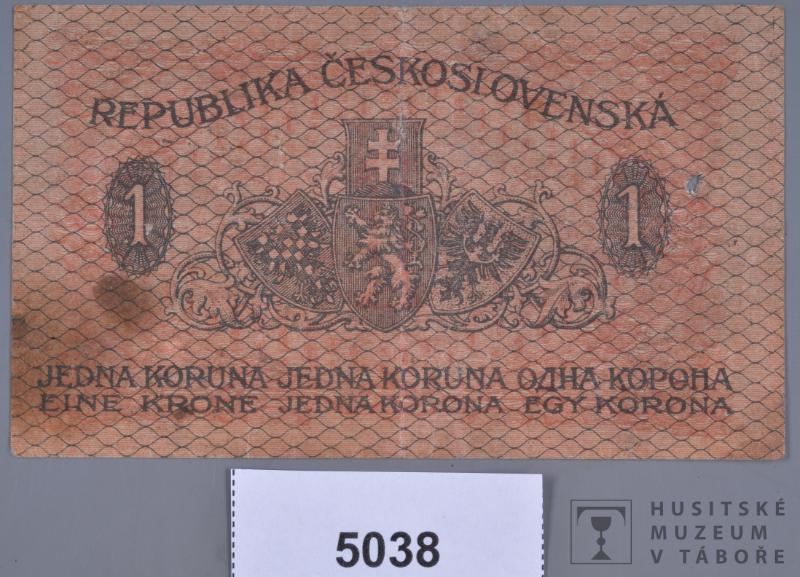 REPUBLIKA ČESKOSLOVENSKÁ
1 1
JEDNA KORUNA JEDNA KORUNA ОДНА КОРОНА
EINE KRONE JEDNA KORONA EGY KORONA
5038
HUSITSKÉ
MUZEUM
V TÁBOŘE